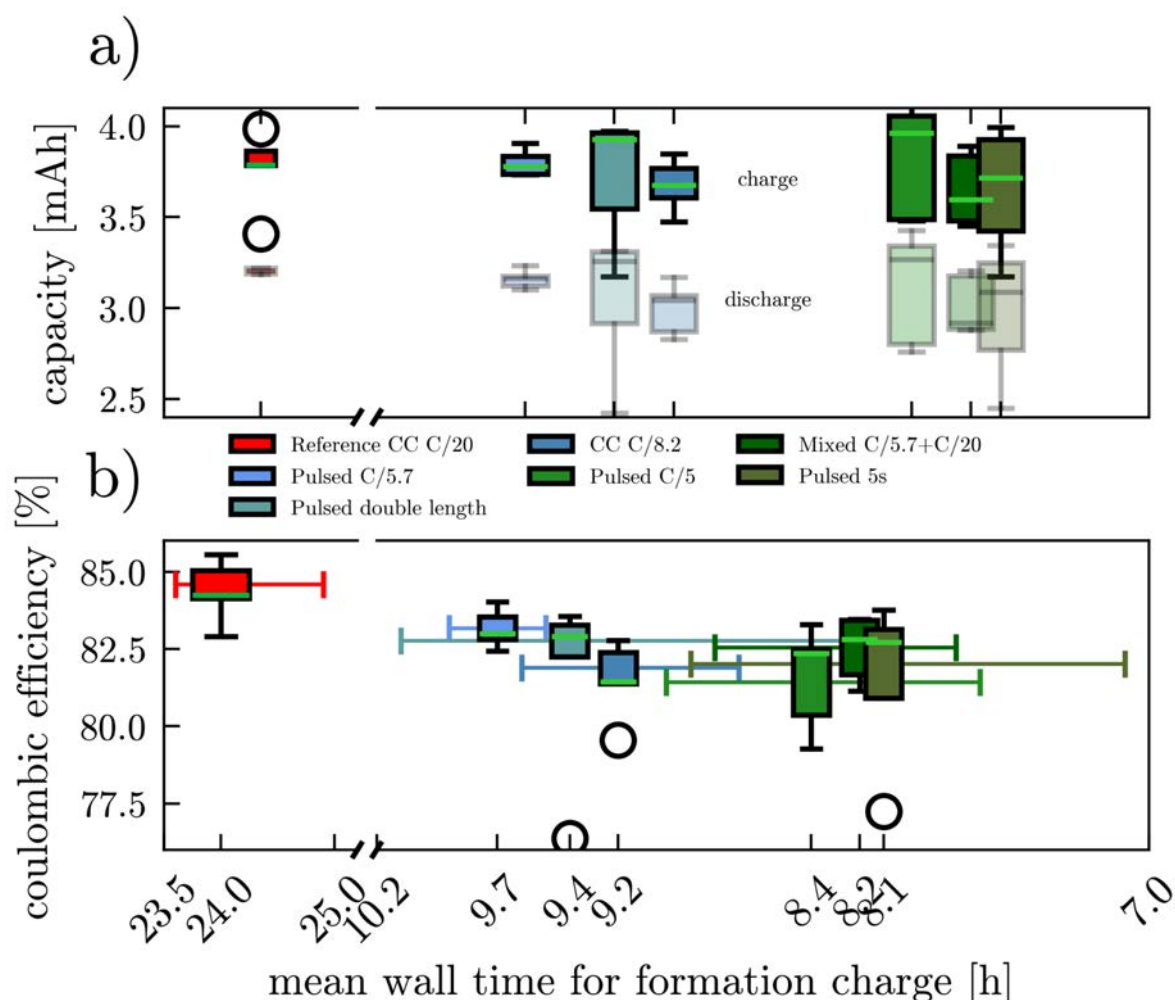 a)
capacity [mAh]
4.0
3.5
3.0
2.5
charge
discharge
Reference CC C/20
CC C/8.2
Mixed C/5.7+C/20
Pulsed C/5.7
Pulsed C/5
Pulsed 5s
Pulsed double length
b)
coulombic efficiency [%]
85.0
82.5
80.0
77.5
23.5
24.0
25.0
10.2
9.7
9.4
9.2
8.4
8.2
8.1
7.0
mean wall time for formation charge [h]